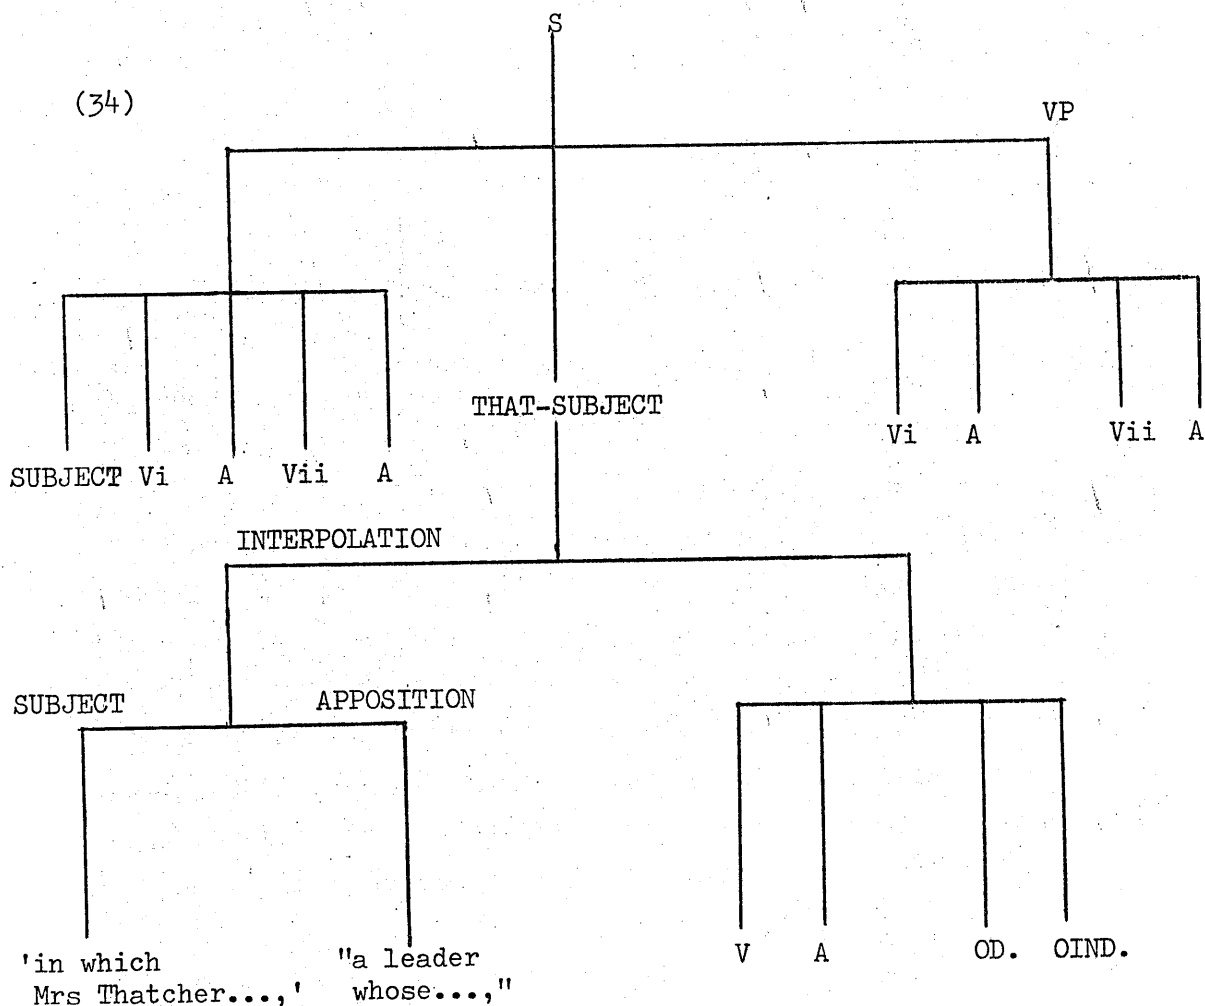 S
(34)
VP
THAT-SUBJECT
Vi A Vii A
SUBJECT Vi A Vii A
INTERPOLATION
SUBJECT APPOSITION
V A OD. OIND.
'in which "a leader
Mrs Thatcher...,' whose...,"